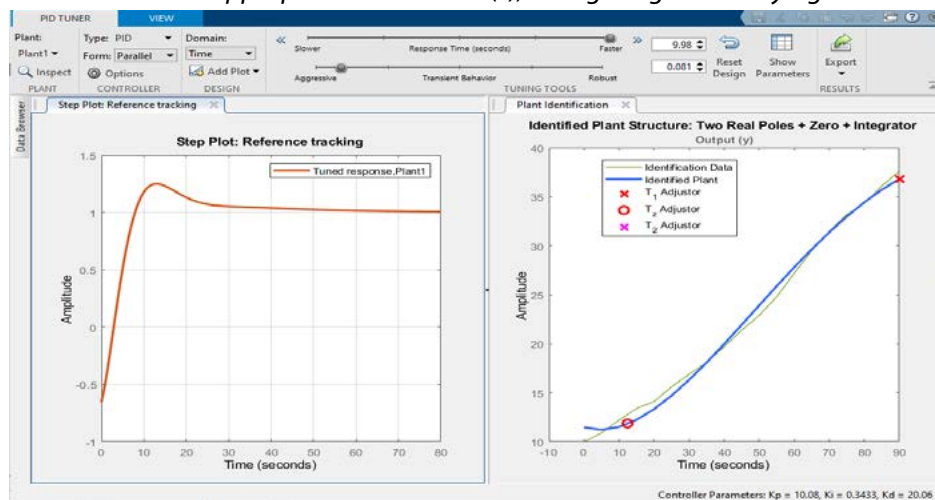 PID TUNER VIEW
Plant: Type: PID Domain:
Plant1 Form: Parallel Time
Inspect Options Add Plot
PLANT CONTROLLER DESIGN
Slower Response Time (seconds) Faster 9.98
Aggressive Transient Behavior Robust 0.081
Reset Design Show Parameters Export
TUNING TOOLS RESULTS
Data Browser
Step Plot: Reference tracking
Step Plot: Reference tracking
Tuned response,Plant1
1.5
1
0.5
0
-0.5
-1
Amplitude
0 10 20 30 40 50 60 70 80
Time (seconds)
Plant Identification
Identified Plant Structure: Two Real Poles + Zero + Integrator
Output (y)
Identification Data
Identified Plant
T1 Adjustor
Tz Adjustor
T2 Adjustor
40
35
30
25
20
15
10
Amplitude
-10 0 10 20 30 40 50 60 70 80 90
Time (seconds)
Controller Parameters: Kp = 10.08, Ki = 0.3433, Kd = 20.06